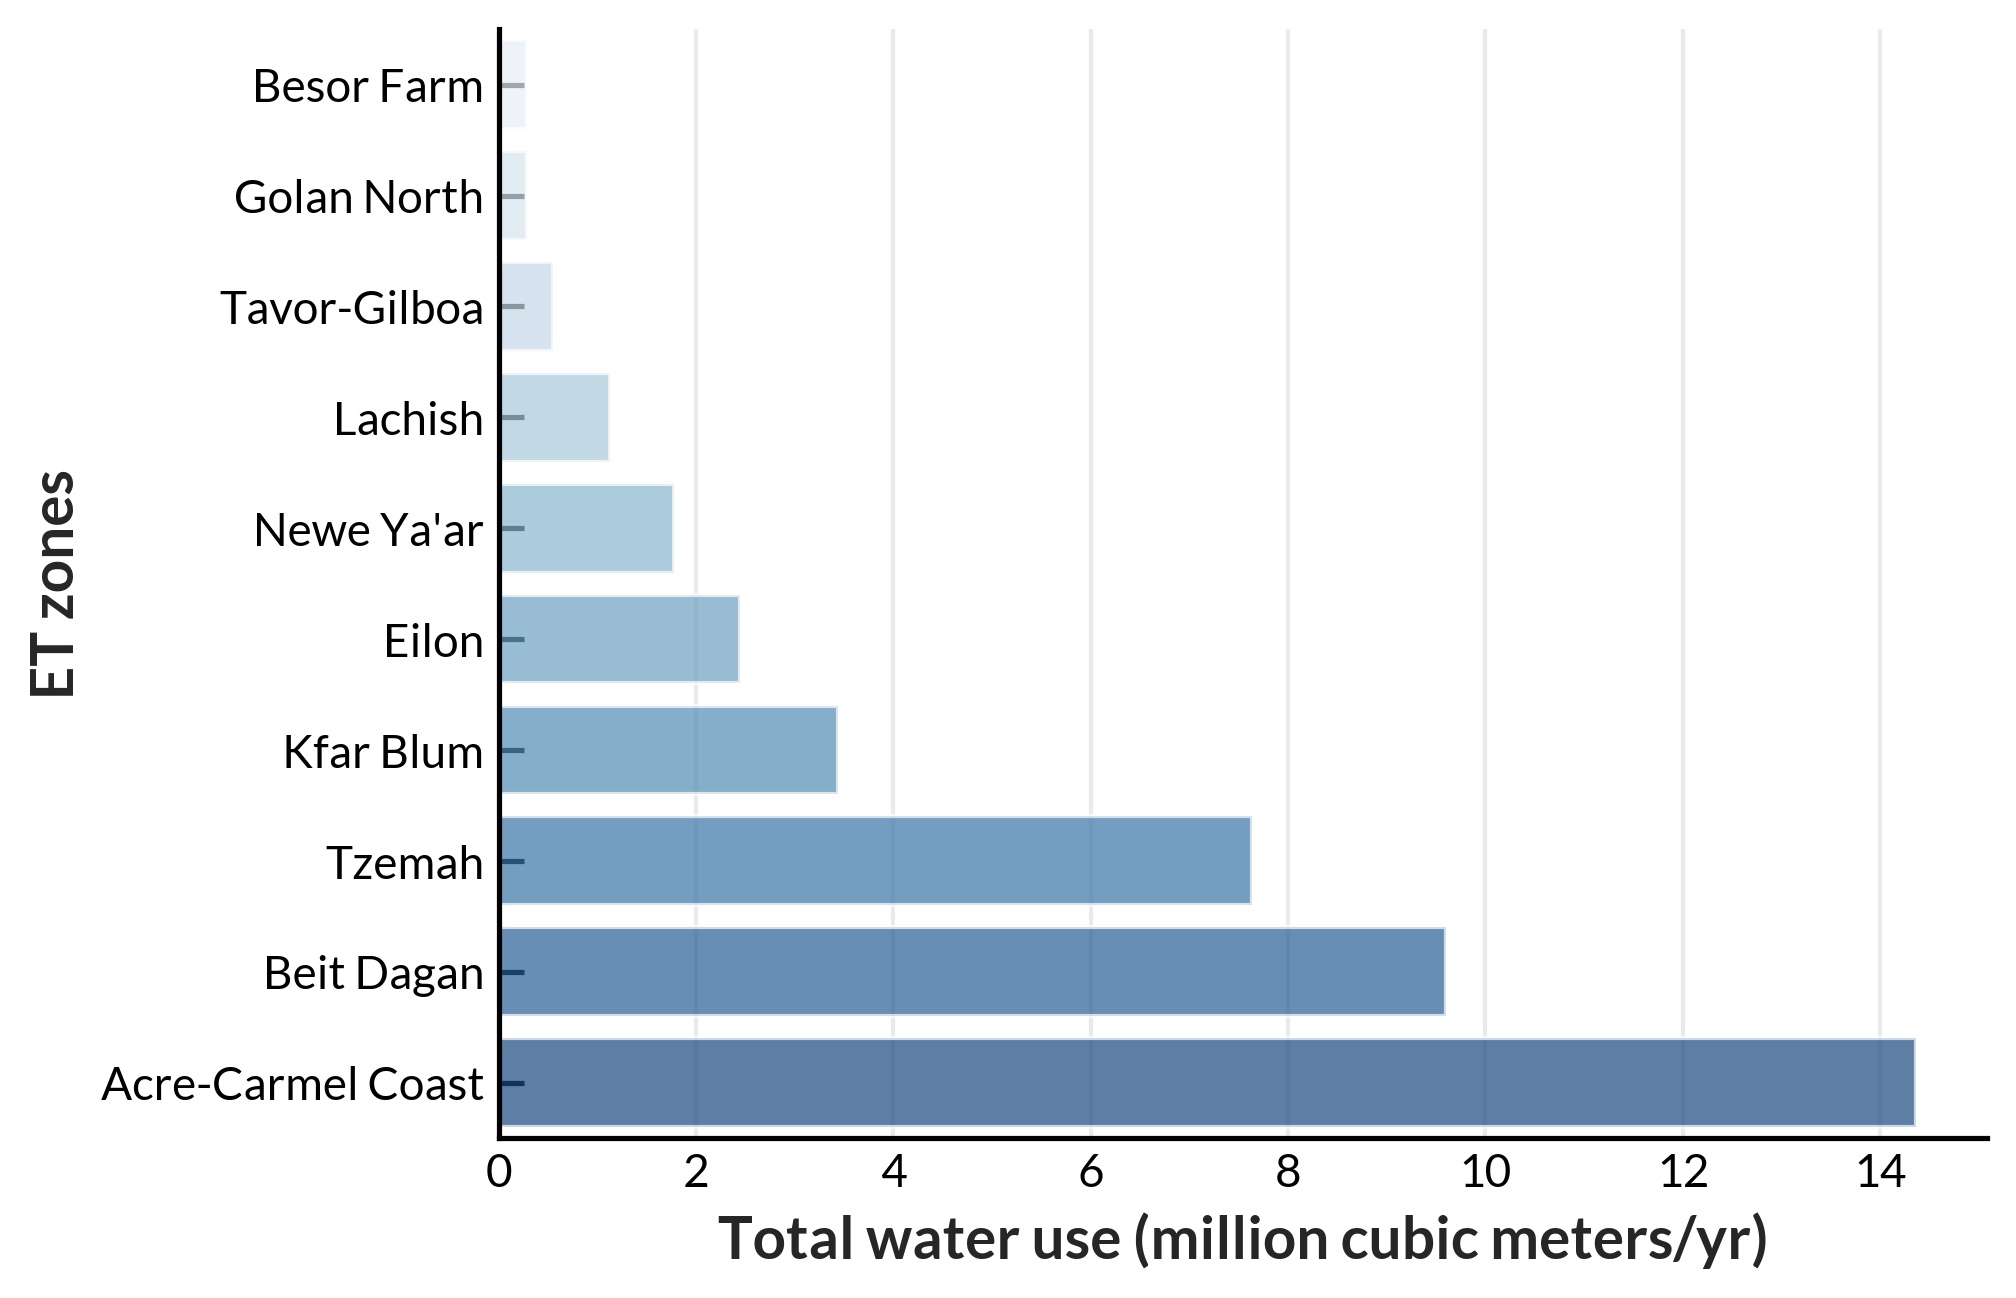 Besor Farm
Golan North
Tavor-Gilboa
Lachish
Newe Ya'ar
Eilon
Kfar Blum
Tzemah
Beit Dagan
Acre-Carmel Coast
ET zones
0 2 4 6 8 10 12 14
Total water use (million cubic meters/yr)